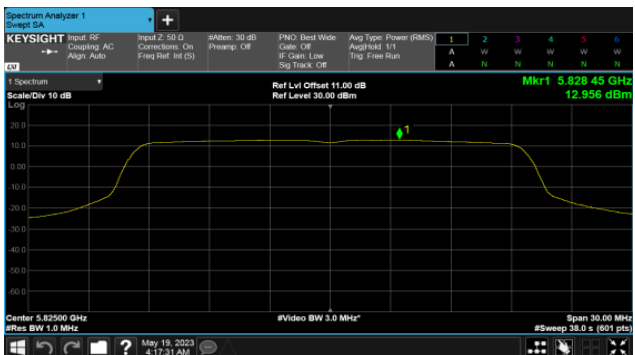 Spectrum Analyzer 1
Swept SA
+
KEYSIGHT Input: RF Input Z: 50 Ω #Atten: 30 dB PNO: Best Wide Avg Type: Power (RMS) 1 2 3 4 5 6
Coupling: AC Corrections: On Preamp: Off Gate: Off Avg|Hold: 1/1 A W W W W W
Align: Auto Freq Ref: Int (S) IF Gain: Low Trig: Free Run
LXI Sig Track: Off A N N N N N
1 Spectrum Ref Lvl Offset 11.00 dB Mkr1 5.828 45 GHz
Scale/Div 10 dB Ref Level 30.00 dBm 12.956 dBm
Log
20.0
1
10.0
0.00
-10.0
-20.0
-30.0
-40.0
-50.0
-60.0
Center 5.82500 GHz #Video BW 3.0 MHz* Span 30.00 MHz
#Res BW 1.0 MHz #Sweep 38.0 s (601 pts)
? May 19, 2023
4:17:31 AM